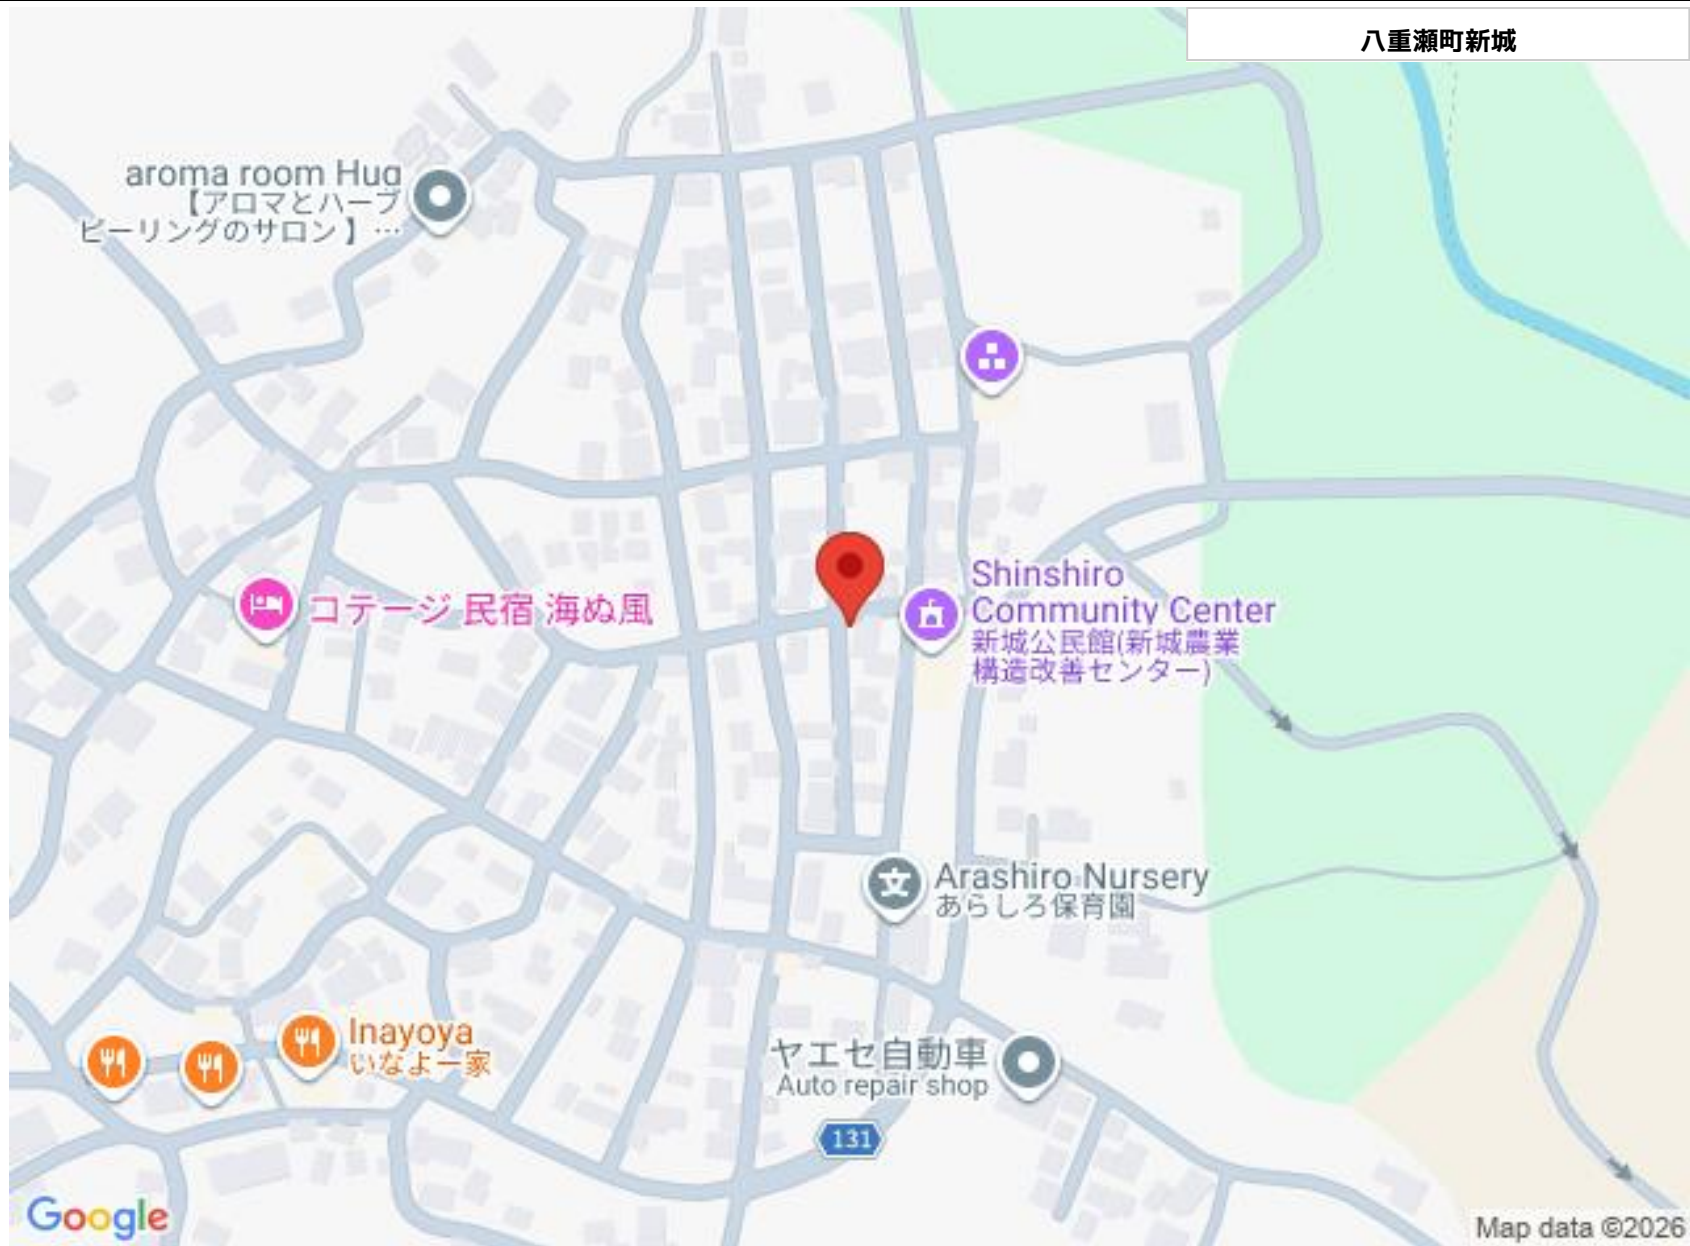 八重瀬町新城
aroma room Hug
【アロマとハーブ
ピーリングのサロン】…
コテージ 民宿 海ぬ風
Shinshiro
Community Center
新城公民館(新城農業
構造改善センター)
Arashiro Nursery
あらしろ保育園
Inayoya
いなよー家
ヤエセ自動車
Auto repair shop
131
Google
Map data ©2026